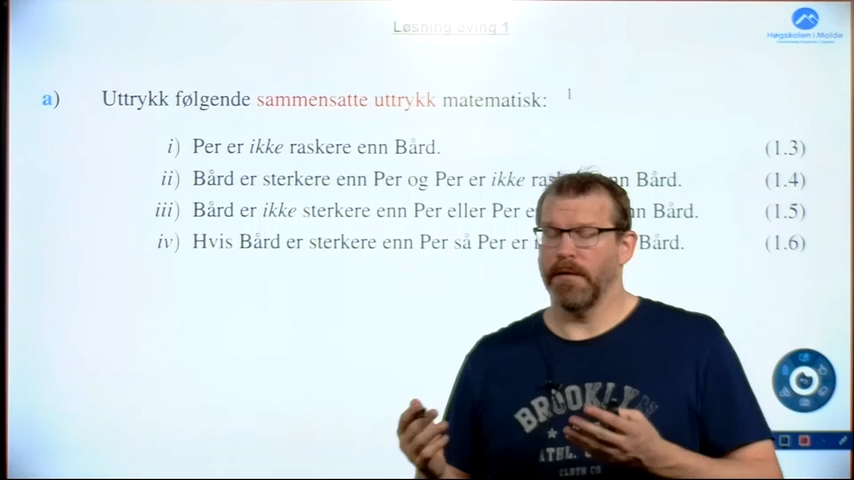 Løsning øving 1
Høgskolen i Molde
a) Uttrykk følgende sammensatte uttrykk matematisk: 1
i) Per er ikke raskere enn Bård. (1.3)
ii) Bård er sterkere enn Per og Per er ikke enn Bård. (1.4)
iii) Bård er ikke sterkere enn Per eller Per enn Bård. (1.5)
iv) Hvis Bård er sterkere enn Per så Per er Bård. (1.6)
BROOKLYN
ATHL.
CLOTH CO